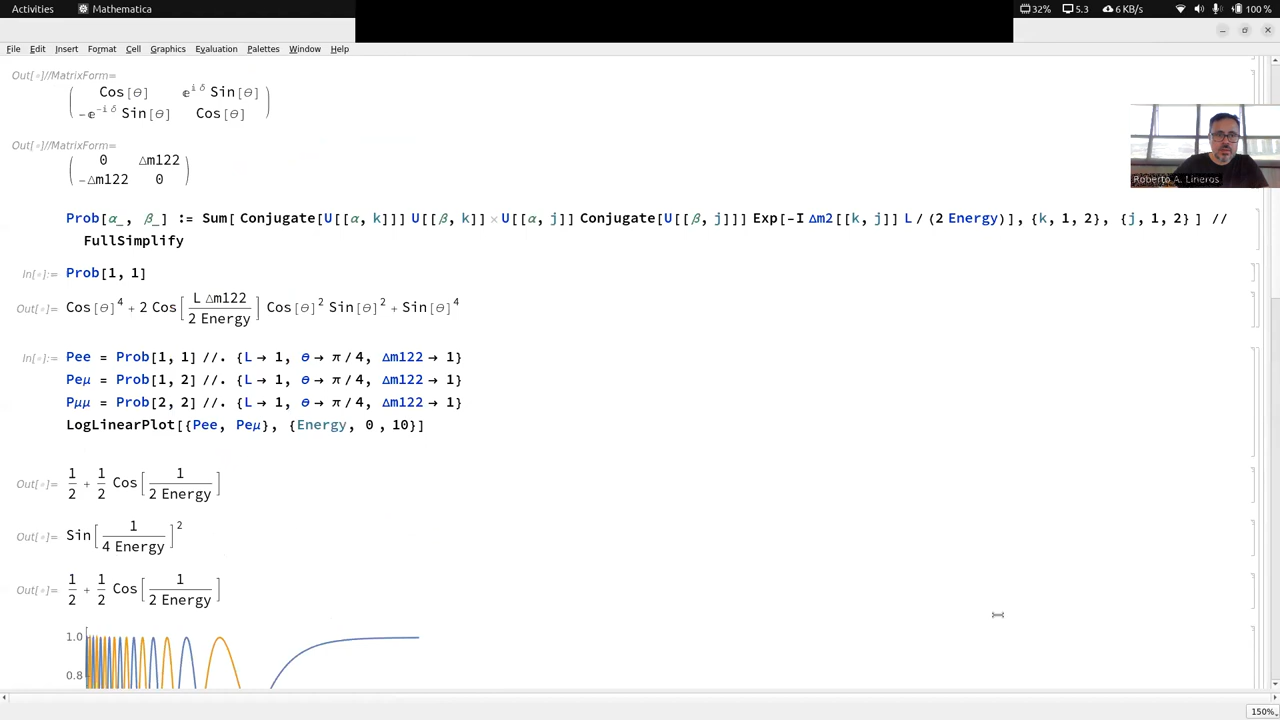 Activities Mathematica 32% 5.3 6 KB/s 100 %
File Edit Insert Format Cell Graphics Evaluation Palettes Window Help
Out[◦]//MatrixForm=
( Cos[θ] ⅇ^(ⅈ δ) Sin[θ] )
( -ⅇ^(-ⅈ δ) Sin[θ] Cos[θ] )
Out[◦]//MatrixForm=
( 0 Δm122 )
( -Δm122 0 )
Roberto A. Lineros
Prob[α_, β_] := Sum[ Conjugate[U[[α, k]]] U[[β, k]] × U[[α, j]] Conjugate[U[[β, j]]] Exp[-I Δm2[[k, j]] L / (2 Energy)], {k, 1, 2}, {j, 1, 2} ] //
FullSimplify
In[◦]:= Prob[1, 1]
Out[◦]= Cos[θ]^4 + 2 Cos[L Δm122 / 2 Energy] Cos[θ]^2 Sin[θ]^2 + Sin[θ]^4
In[◦]:= Pee = Prob[1, 1] //. {L → 1, θ → π / 4, Δm122 → 1}
Peμ = Prob[1, 2] //. {L → 1, θ → π / 4, Δm122 → 1}
Pμμ = Prob[2, 2] //. {L → 1, θ → π / 4, Δm122 → 1}
LogLinearPlot[{Pee, Peμ}, {Energy, 0 , 10}]
Out[◦]= 1/2 + 1/2 Cos[1 / 2 Energy]
Out[◦]= Sin[1 / 4 Energy]^2
Out[◦]= 1/2 + 1/2 Cos[1 / 2 Energy]
1.0
0.8
150%